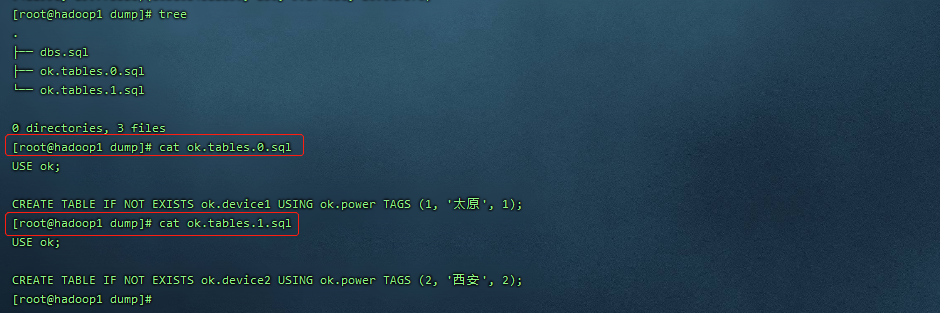 [root@hadoop1 dump]# tree
.
├── dbs.sql
├── ok.tables.0.sql
└── ok.tables.1.sql
0 directories, 3 files
[root@hadoop1 dump]# cat ok.tables.0.sql
USE ok;
CREATE TABLE IF NOT EXISTS ok.device1 USING ok.power TAGS (1, '太原', 1);
[root@hadoop1 dump]# cat ok.tables.1.sql
USE ok;
CREATE TABLE IF NOT EXISTS ok.device2 USING ok.power TAGS (2, '西安', 2);
[root@hadoop1 dump]#